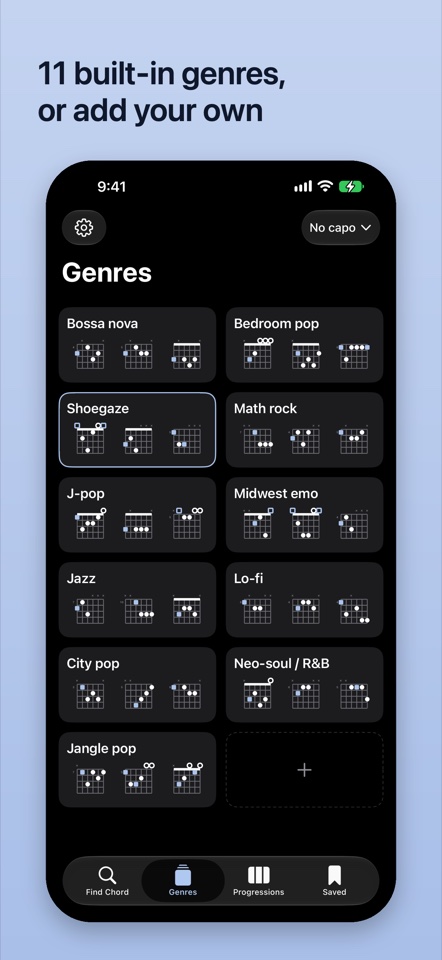 11 built-in genres,
or add your own
9:41
No capo
Genres
Bossa nova
Bedroom pop
Shoegaze
Math rock
J-pop
Midwest emo
Jazz
Lo-fi
City pop
Neo-soul / R&B
Jangle pop
Find Chord
Genres
Progressions
Saved